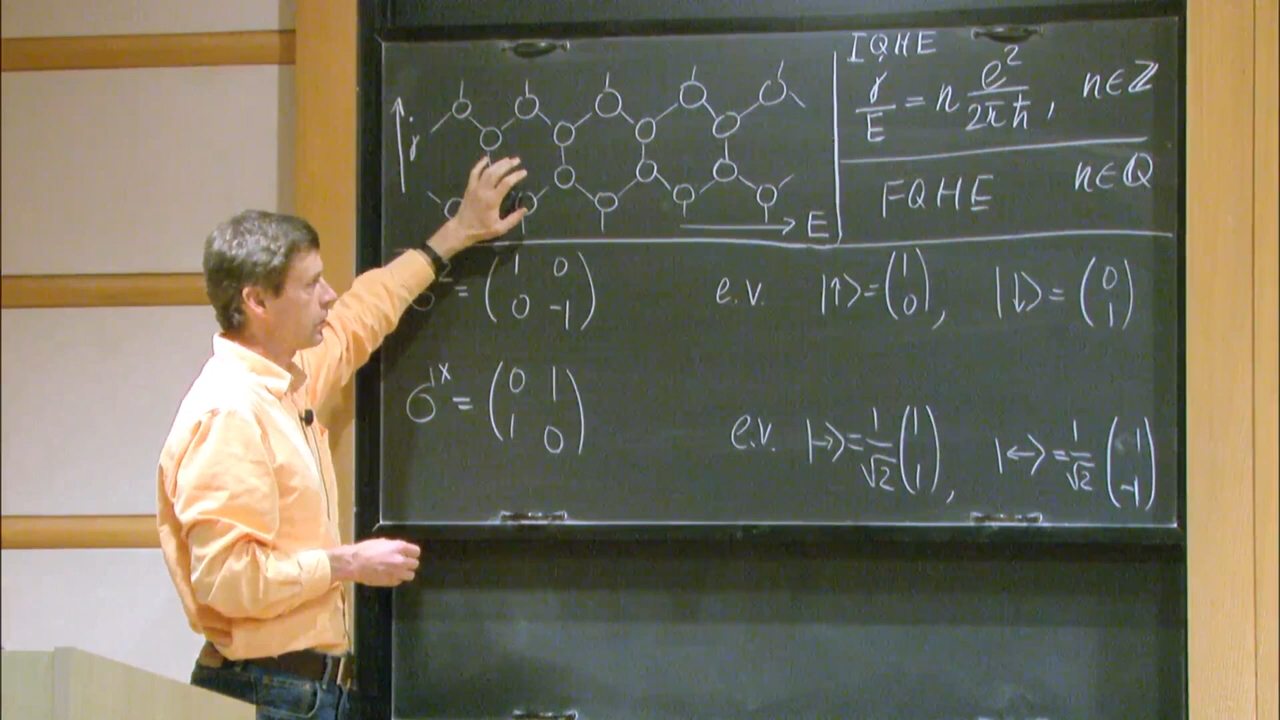 IQHE
j/E = n e²/2πħ, n∈ℤ
FQHE n∈ℚ
j
E
= (1 0; 0 -1) e.v. |↑⟩=(1; 0), |↓⟩=(0; 1)
σˣ = (0 1; 1 0) e.v. |→⟩=1/√2 (1; 1), |←⟩=1/√2 (1; -1)